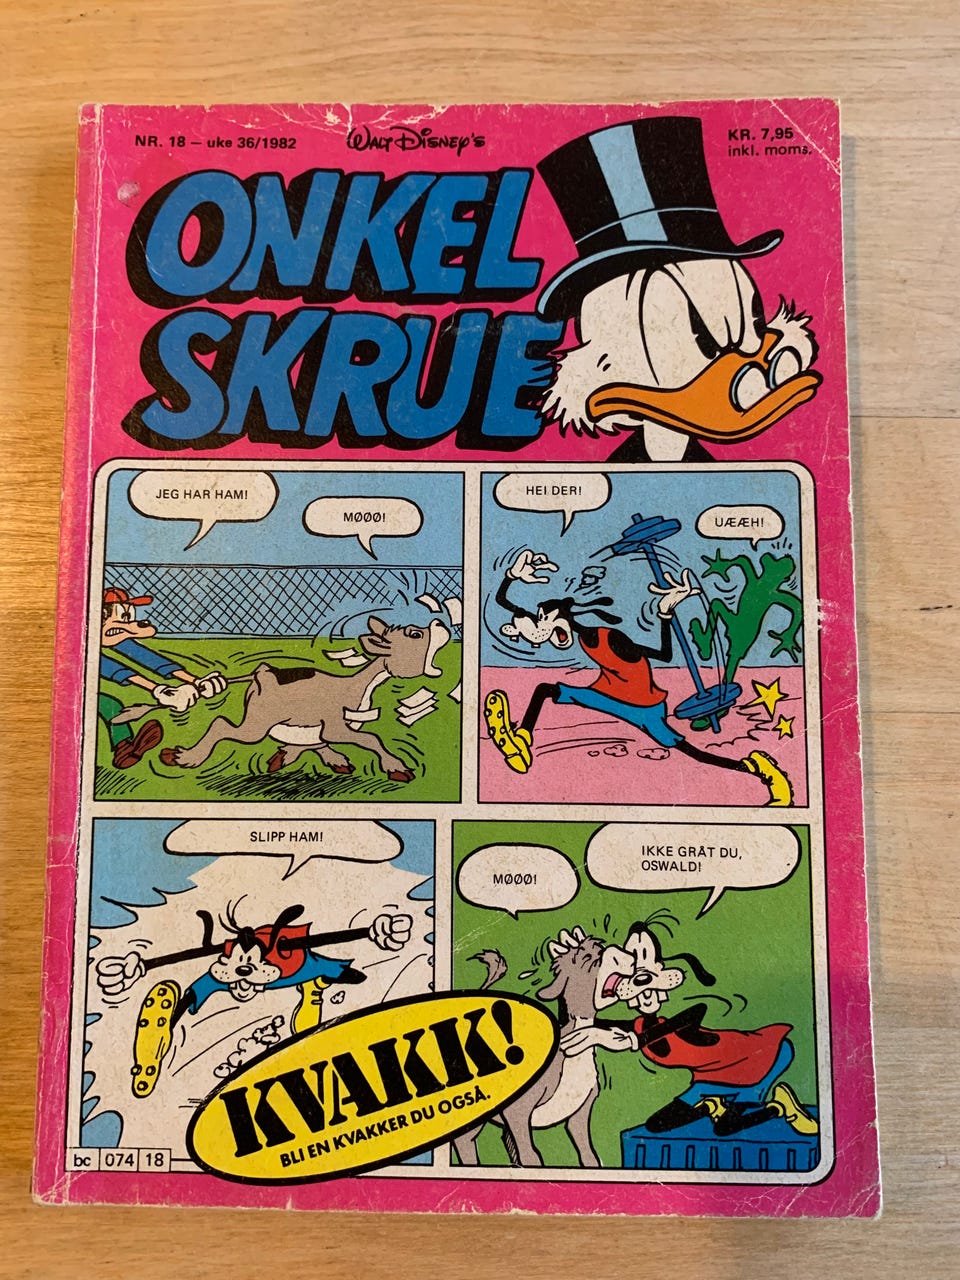 NR. 18 – uke 36/1982
WALT DISNEY'S
KR. 7,95
inkl. moms.
ONKEL
SKRUE
JEG HAR HAM!
MØØØ!
HEI DER!
UÆÆH!
SLIPP HAM!
MØØØ!
IKKE GRÅT DU,
OSWALD!
KVAKK!
BLI EN KVAKKER DU OGSÅ.
bc 074 18